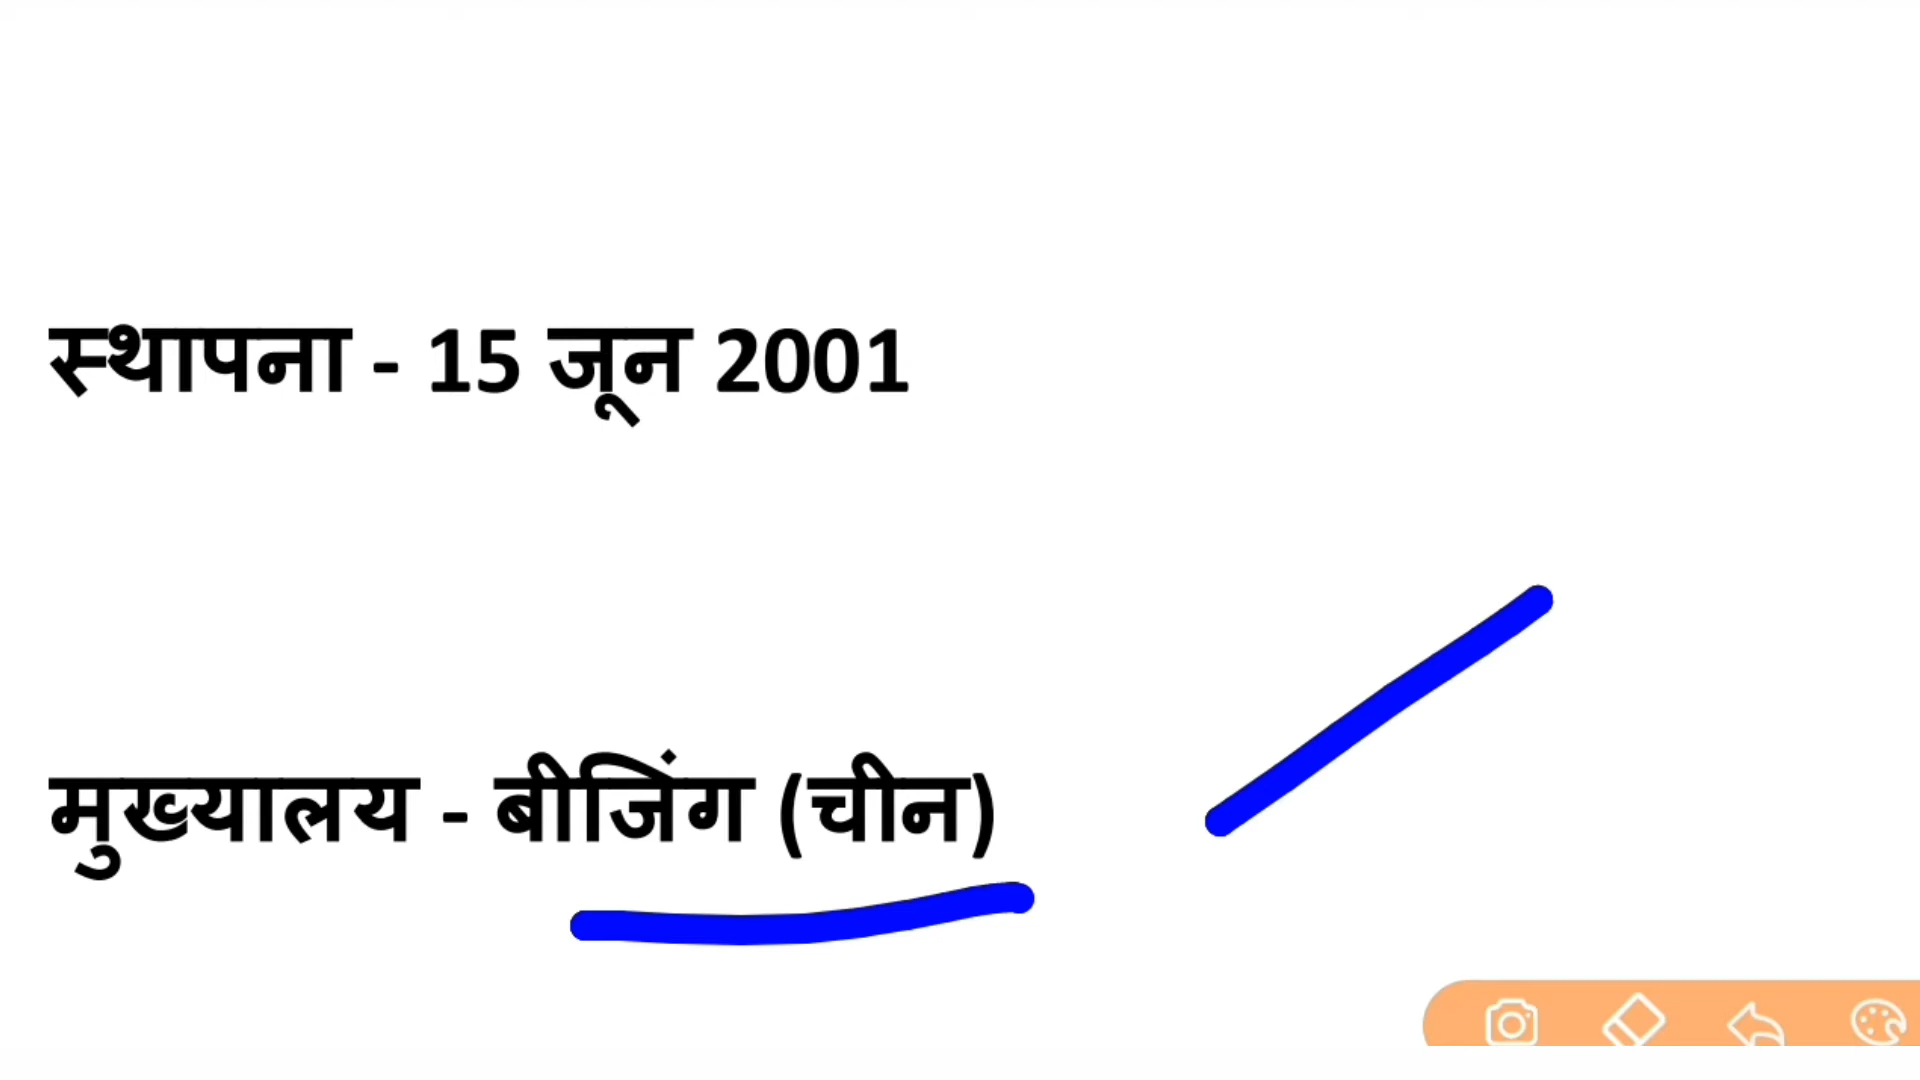 स्थापना - 15 जून 2001
मुख्यालय - बीजिंग (चीन)